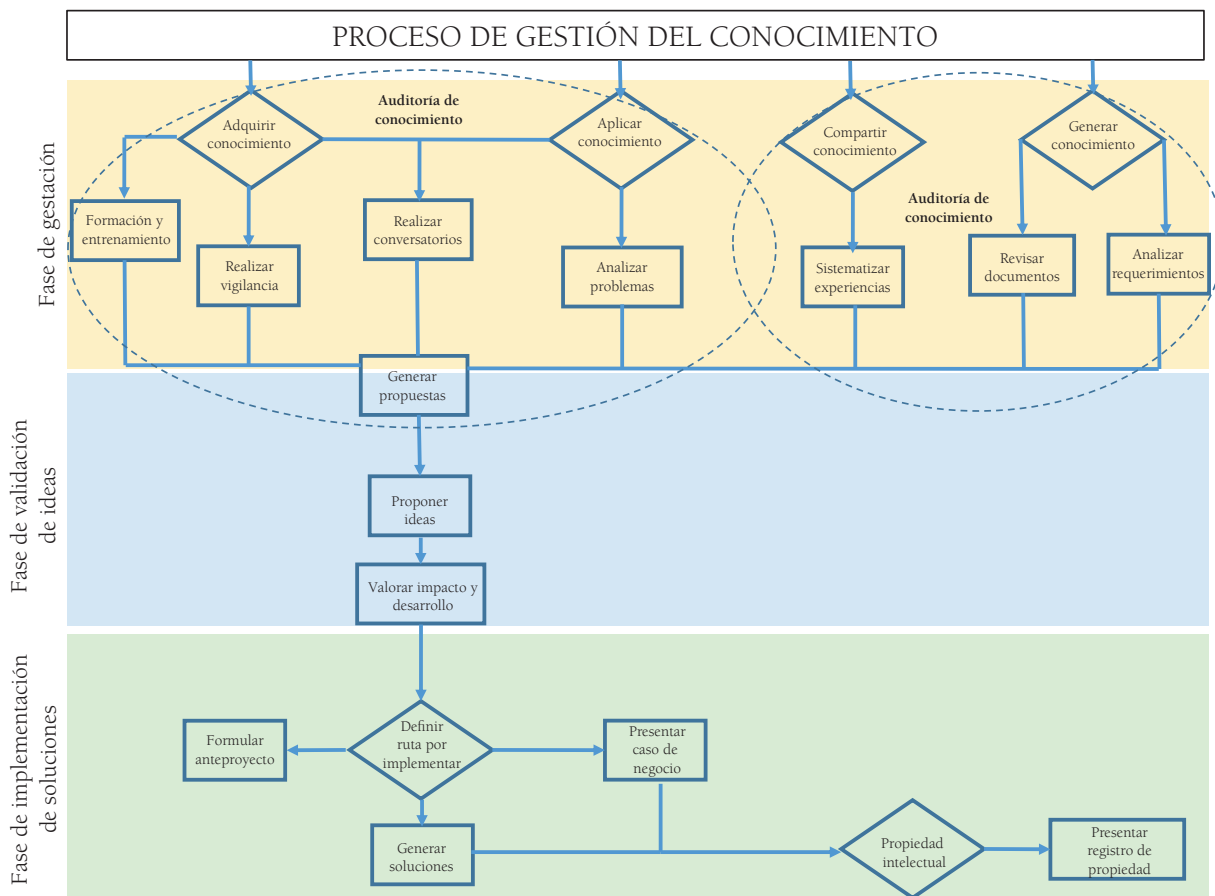 PROCESO DE GESTIÓN DEL CONOCIMIENTO
Fase de gestación
Adquirir
conocimiento
Auditoría de
conocimiento
Aplicar
conocimiento
Compartir
conocimiento
Generar
conocimiento
Auditoría de
conocimiento
Formación y
entrenamiento
Realizar
vigilancia
Realizar
conversatorios
Analizar
problemas
Sistematizar
experiencias
Revisar
documentos
Analizar
requerimientos
Generar
propuestas
Fase de validación
de ideas
Proponer
ideas
Valorar impacto y
desarrollo
Fase de implementación
de soluciones
Formular
anteproyecto
Definir
ruta por
implementar
Presentar
caso de
negocio
Generar
soluciones
Propiedad
intelectual
Presentar
registro de
propiedad